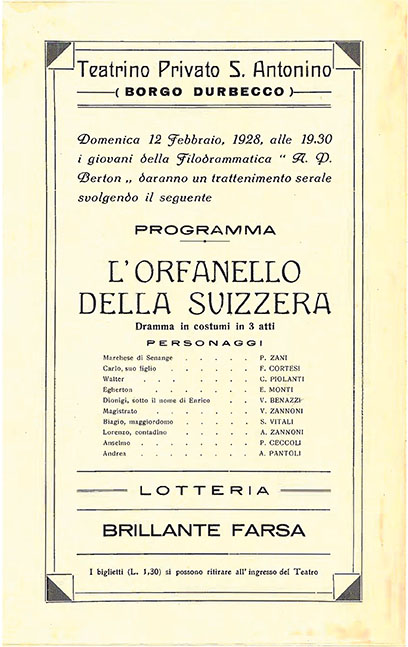 Teatrino Privato S. Antonino
( BORGO DURBECCO )
Domenica 12 Febbraio, 1928, alle 19.30
i giovani della Filodrammatica " A. P.
Berton „ daranno un trattenimento serale
svolgendo il seguente
PROGRAMMA
L'ORFANELLO
DELLA SVIZZERA
Dramma in costumi in 3 atti
PERSONAGGI
Marchese di Senange . . . . . P. ZANI
Carlo, suo figlio . . . . . . F. CORTESI
Walter . . . . . . . C. PIOLANTI
Egherton . . . . . . . E. MONTI
Dionigi, sotto il nome di Enrico . . . V. BENAZZI
Magistrato . . . . . . . V. ZANNONI
Biagio, maggiordomo . . . . . S. VITALI
Lorenzo, contadino . . . . . . A. ZANNONI
Anselmo . . . . . . . P. CECCOLI
Andrea . . . . . . . A. PANTOLI
LOTTERIA
BRILLANTE FARSA
I biglietti (L. 1,30) si possono ritirare all'ingresso del Teatro